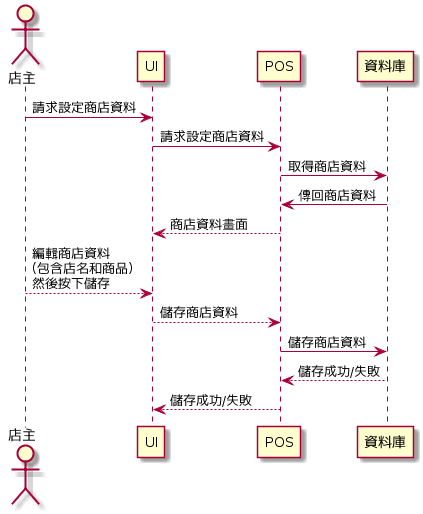 店主
UI
POS
資料庫
請求設定商店資料
請求設定商店資料
取得商店資料
傳回商店資料
商店資料畫面
編輯商店資料
(包含店名和商品)
然後按下儲存
儲存商店資料
儲存商店資料
儲存成功/失敗
儲存成功/失敗
店主
UI
POS
資料庫